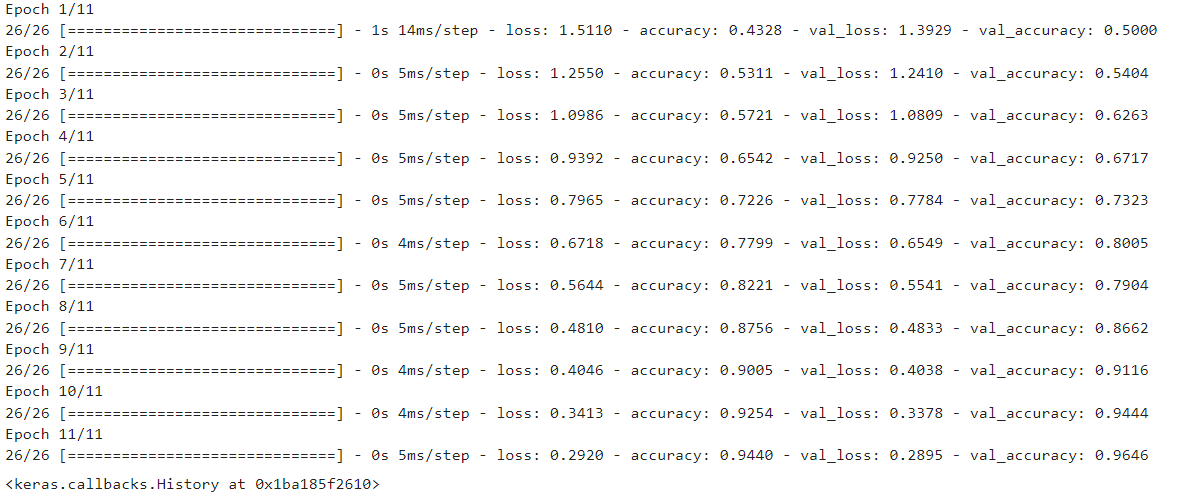 Epoch 1/11
26/26 [==============================] - 1s 14ms/step - loss: 1.5110 - accuracy: 0.4328 - val_loss: 1.3929 - val_accuracy: 0.5000
Epoch 2/11
26/26 [==============================] - 0s 5ms/step - loss: 1.2550 - accuracy: 0.5311 - val_loss: 1.2410 - val_accuracy: 0.5404
Epoch 3/11
26/26 [==============================] - 0s 5ms/step - loss: 1.0986 - accuracy: 0.5721 - val_loss: 1.0809 - val_accuracy: 0.6263
Epoch 4/11
26/26 [==============================] - 0s 5ms/step - loss: 0.9392 - accuracy: 0.6542 - val_loss: 0.9250 - val_accuracy: 0.6717
Epoch 5/11
26/26 [==============================] - 0s 5ms/step - loss: 0.7965 - accuracy: 0.7226 - val_loss: 0.7784 - val_accuracy: 0.7323
Epoch 6/11
26/26 [==============================] - 0s 4ms/step - loss: 0.6718 - accuracy: 0.7799 - val_loss: 0.6549 - val_accuracy: 0.8005
Epoch 7/11
26/26 [==============================] - 0s 5ms/step - loss: 0.5644 - accuracy: 0.8221 - val_loss: 0.5541 - val_accuracy: 0.7904
Epoch 8/11
26/26 [==============================] - 0s 5ms/step - loss: 0.4810 - accuracy: 0.8756 - val_loss: 0.4833 - val_accuracy: 0.8662
Epoch 9/11
26/26 [==============================] - 0s 4ms/step - loss: 0.4046 - accuracy: 0.9005 - val_loss: 0.4038 - val_accuracy: 0.9116
Epoch 10/11
26/26 [==============================] - 0s 4ms/step - loss: 0.3413 - accuracy: 0.9254 - val_loss: 0.3378 - val_accuracy: 0.9444
Epoch 11/11
26/26 [==============================] - 0s 5ms/step - loss: 0.2920 - accuracy: 0.9440 - val_loss: 0.2895 - val_accuracy: 0.9646
<keras.callbacks.History at 0x1ba185f2610>